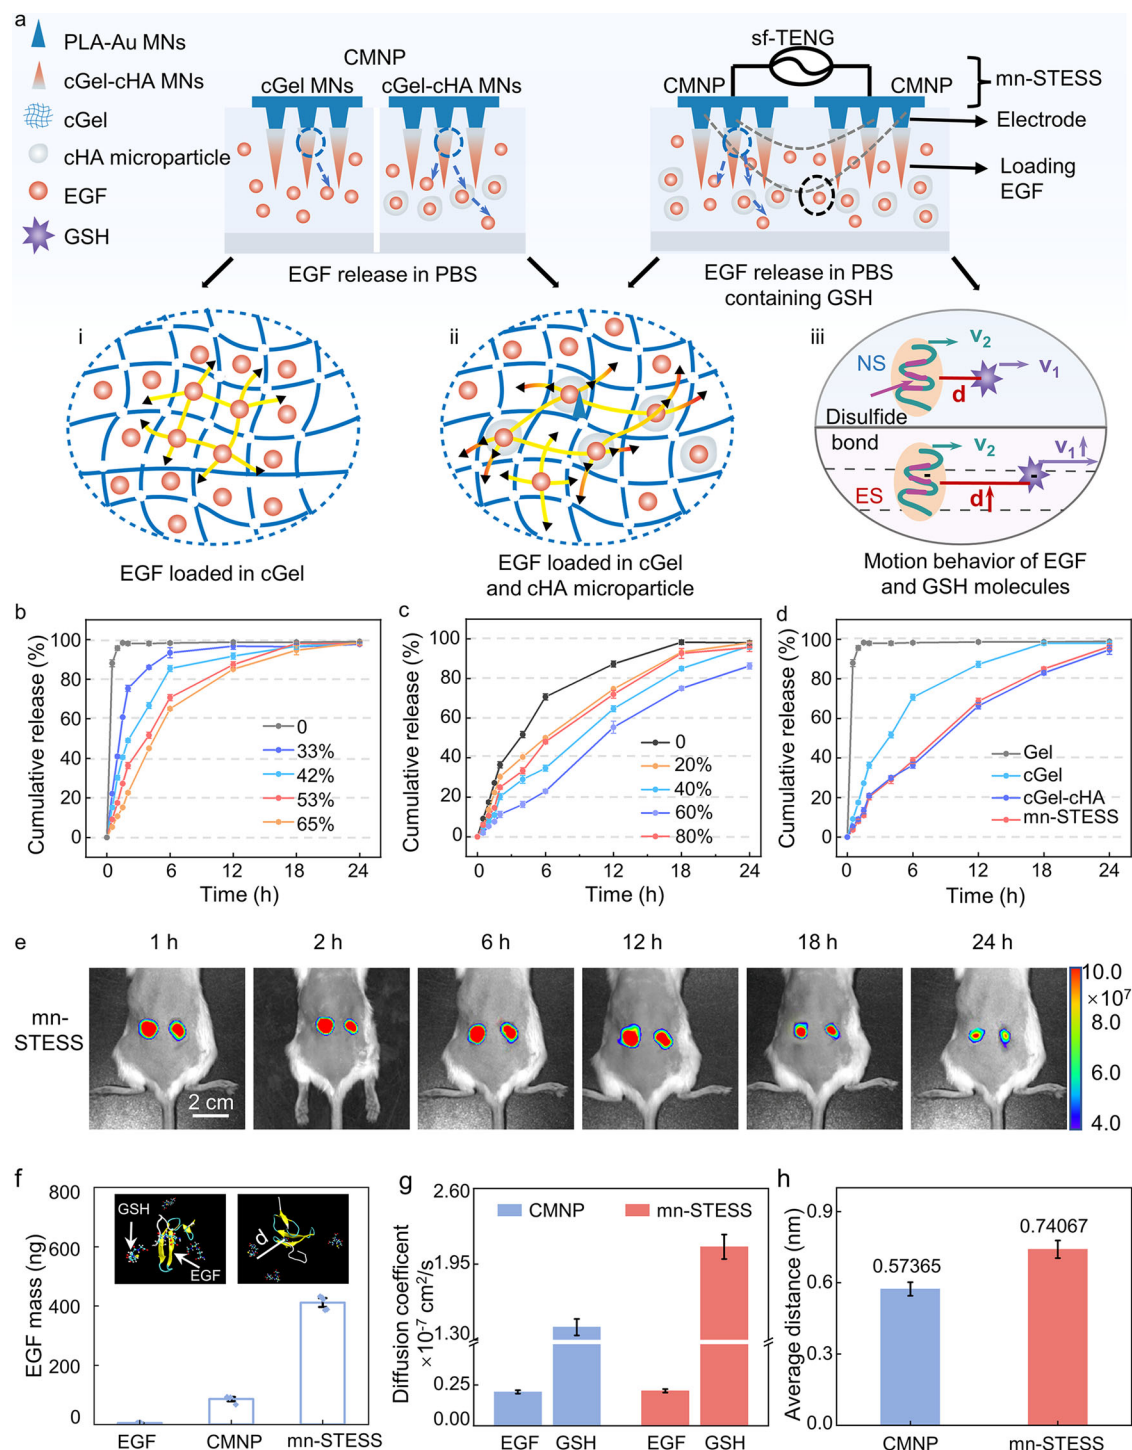 a
PLA-Au MNs
cGel-cHA MNs
cGel
cHA microparticle
EGF
GSH
CMNP
cGel MNs
cGel-cHA MNs
EGF release in PBS
sf-TENG
CMNP
CMNP
mn-STESS
Electrode
Loading
EGF
EGF release in PBS
containing GSH
i
EGF loaded in cGel
ii
EGF loaded in cGel
and cHA microparticle
iii
NS
v2
v1
d
Disulfide
bond
v2
v1↑
ES
d↑
Motion behavior of EGF
and GSH molecules
b
Cumulative release (%)
100
80
60
40
20
0
0
33%
42%
53%
65%
0 6 12 18 24
Time (h)
c
Cumulative release (%)
100
80
60
40
20
0
0
20%
40%
60%
80%
0 6 12 18 24
Time (h)
d
Cumulative release (%)
100
80
60
40
20
0
Gel
cGel
cGel-cHA
mn-STESS
0 6 12 18 24
Time (h)
e
1 h 2 h 6 h 12 h 18 h 24 h
mn-
STESS
2 cm
10.0
×10⁷
8.0
6.0
4.0
f
EGF mass (ng)
800
600
400
200
0
GSH
EGF
d
EGF CMNP mn-STESS
g
Diffusion coefficent
×10⁻⁷ cm²/s
2.60
1.95
1.30
0.25
0.00
CMNP
mn-STESS
EGF GSH EGF GSH
h
Average distance (nm)
0.9
0.6
0.3
0.0
0.57365
0.74067
CMNP mn-STESS